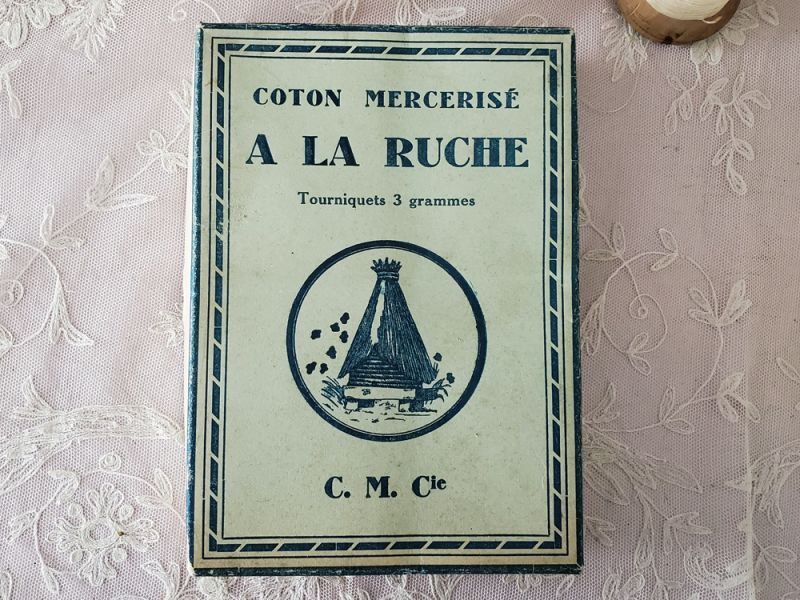 COTON MERCERISÉ
A LA RUCHE
Tourniquets 3 grammes
C. M. Cie